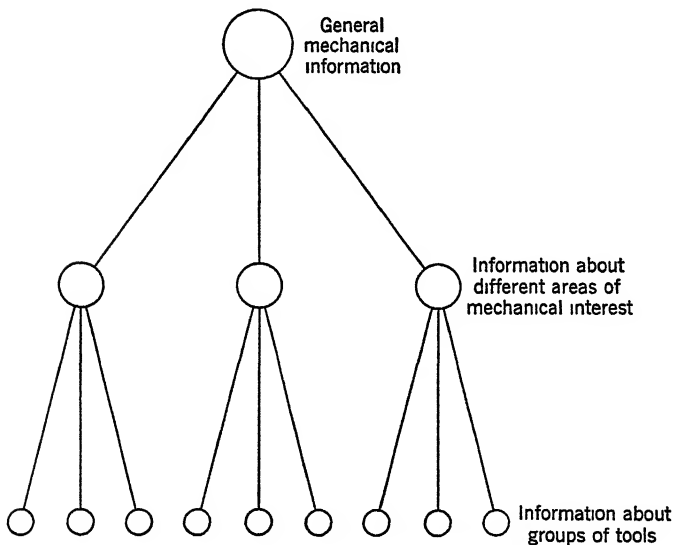 General
mechanical
information
Information about
different areas of
mechanical interest
Information about
groups of tools